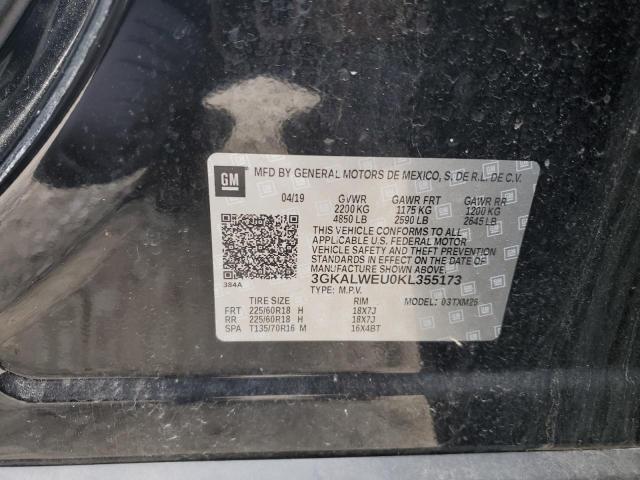 GM
MFD BY GENERAL MOTORS DE MEXICO, S. DE R.L. DE C.V.
04/19 GVWR GAWR FRT GAWR RR
2200 KG 1175 KG 1200 KG
4850 LB 2590 LB 2645 LB
THIS VEHICLE CONFORMS TO ALL
APPLICABLE U.S. FEDERAL MOTOR
VEHICLE SAFETY AND THEFT PREVENTION
STANDARDS IN EFFECT ON THE DATE OF
MANUFACTURE SHOWN ABOVE.
384A
3GKALWEU0KL355173
TYPE: M.P.V. MODEL: 03TXM26
TIRE SIZE RIM
FRT 225/60R18 H 18X7J
RR 225/60R18 H 18X7J
SPA T135/70R16 M 16X4BT